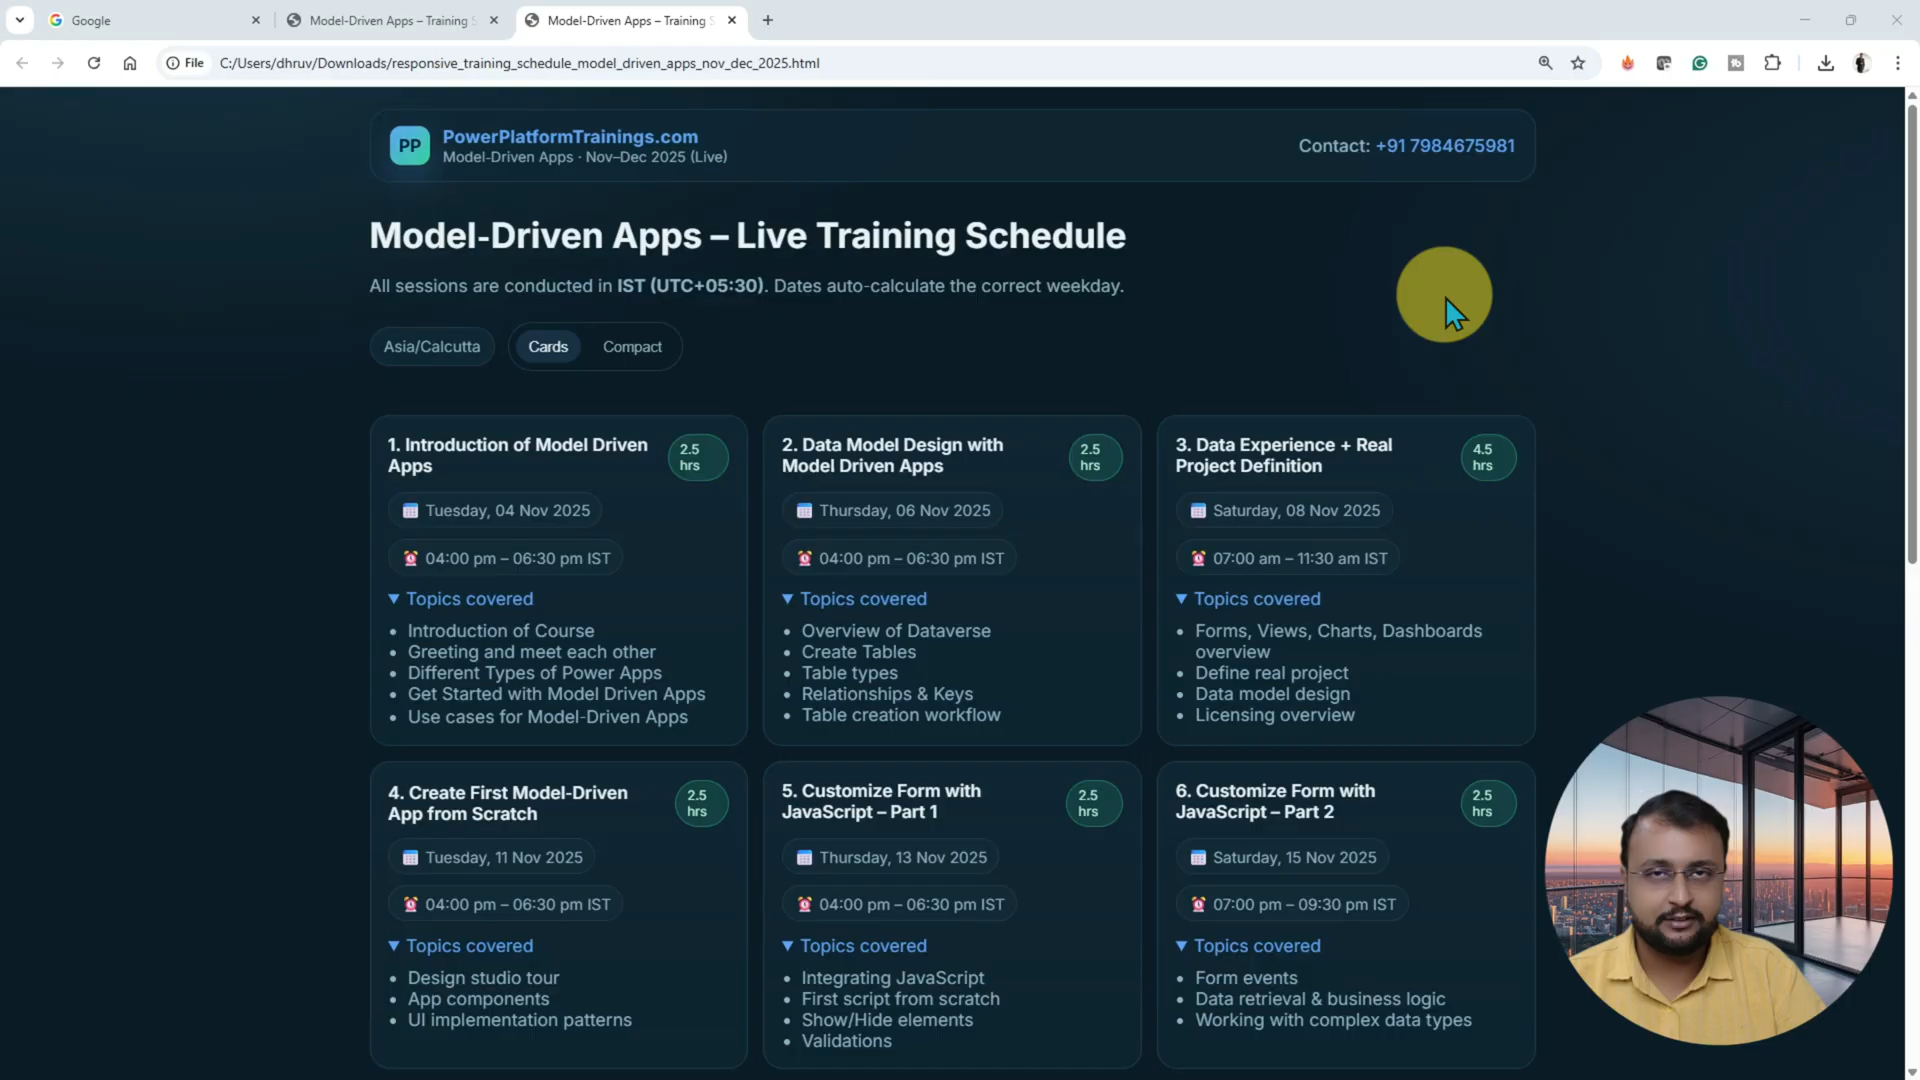 Google
Model-Driven Apps – Training S
Model-Driven Apps – Training S
File
C:/Users/dhruv/Downloads/responsive_training_schedule_model_driven_apps_nov_dec_2025.html
PP
PowerPlatformTrainings.com
Model-Driven Apps · Nov–Dec 2025 (Live)
Contact: +91 7984675981
Model-Driven Apps – Live Training Schedule
All sessions are conducted in IST (UTC+05:30). Dates auto-calculate the correct weekday.
Asia/Calcutta
Cards
Compact
1. Introduction of Model Driven
Apps
2.5
hrs
Tuesday, 04 Nov 2025
04:00 pm – 06:30 pm IST
Topics covered
Introduction of Course
Greeting and meet each other
Different Types of Power Apps
Get Started with Model Driven Apps
Use cases for Model-Driven Apps
2. Data Model Design with
Model Driven Apps
2.5
hrs
Thursday, 06 Nov 2025
04:00 pm – 06:30 pm IST
Topics covered
Overview of Dataverse
Create Tables
Table types
Relationships & Keys
Table creation workflow
3. Data Experience + Real
Project Definition
4.5
hrs
Saturday, 08 Nov 2025
07:00 am – 11:30 am IST
Topics covered
Forms, Views, Charts, Dashboards
overview
Define real project
Data model design
Licensing overview
4. Create First Model-Driven
App from Scratch
2.5
hrs
Tuesday, 11 Nov 2025
04:00 pm – 06:30 pm IST
Topics covered
Design studio tour
App components
UI implementation patterns
5. Customize Form with
JavaScript – Part 1
2.5
hrs
Thursday, 13 Nov 2025
04:00 pm – 06:30 pm IST
Topics covered
Integrating JavaScript
First script from scratch
Show/Hide elements
Validations
6. Customize Form with
JavaScript – Part 2
2.5
hrs
Saturday, 15 Nov 2025
07:00 pm – 09:30 pm IST
Topics covered
Form events
Data retrieval & business logic
Working with complex data types